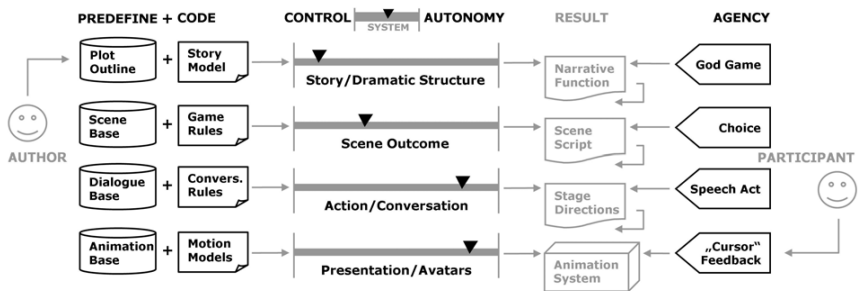 PREDEFINE + CODE CONTROL AUTONOMY RESULT AGENCY
SYSTEM
Plot Outline + Story Model
Story/Dramatic Structure
Narrative Function
God Game
Scene Base + Game Rules
Scene Outcome
Scene Script
Choice
AUTHOR
PARTICIPANT
Dialogue Base + Convers. Rules
Action/Conversation
Stage Directions
Speech Act
Animation Base + Motion Models
Presentation/Avatars
Animation System
„Cursor“ Feedback